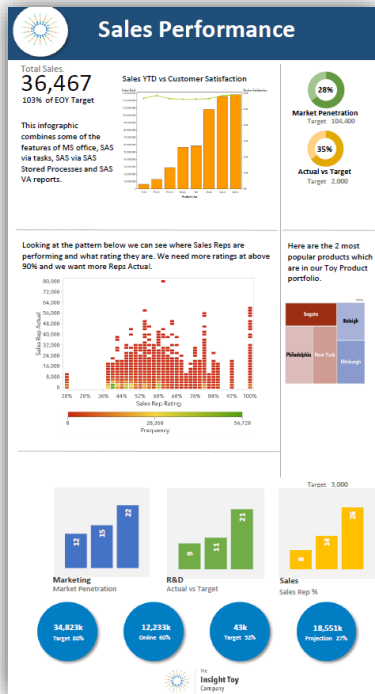 Sales Performance
Total Sales.
36,467
103% of EOY Target
This infographic
combines some of the
features of MS office, SAS
via tasks, SAS via SAS
Stored Processes and SAS
VA reports.
Sales YTD vs Customer Satisfaction
28%
Market Penetration
Target 304,400
35%
Actual vs Target
Target 2,000
Looking at the pattern below we can see where Sales Reps are
performing and what rating they are. We need more ratings at above
90% and we want more Reps Actual.
Here are the 2 most
popular products which
are in our Toy Product
portfolio.
Sales Rep Actual
80,000
72,000
64,000
56,000
48,000
40,000
32,000
24,000
16,000
8,000
0
20% 28% 36% 44% 52% 60% 68% 76% 84% 92% 100%
Sales Rep Rating
0 28,360 56,720
Frequency
Bogota
Raleigh
Philadelphia
New York
Pittsburgh
Target 3,000
12 15 22
9 11 21
8 14 26
Marketing
Market Penetration
R&D
Actual vs Target
Sales
Sales Rep %
34,823k
Target 80%
12,233k
Online 60%
43k
Target 32%
18,551k
Projection 27%
The
Insight Toy
Company